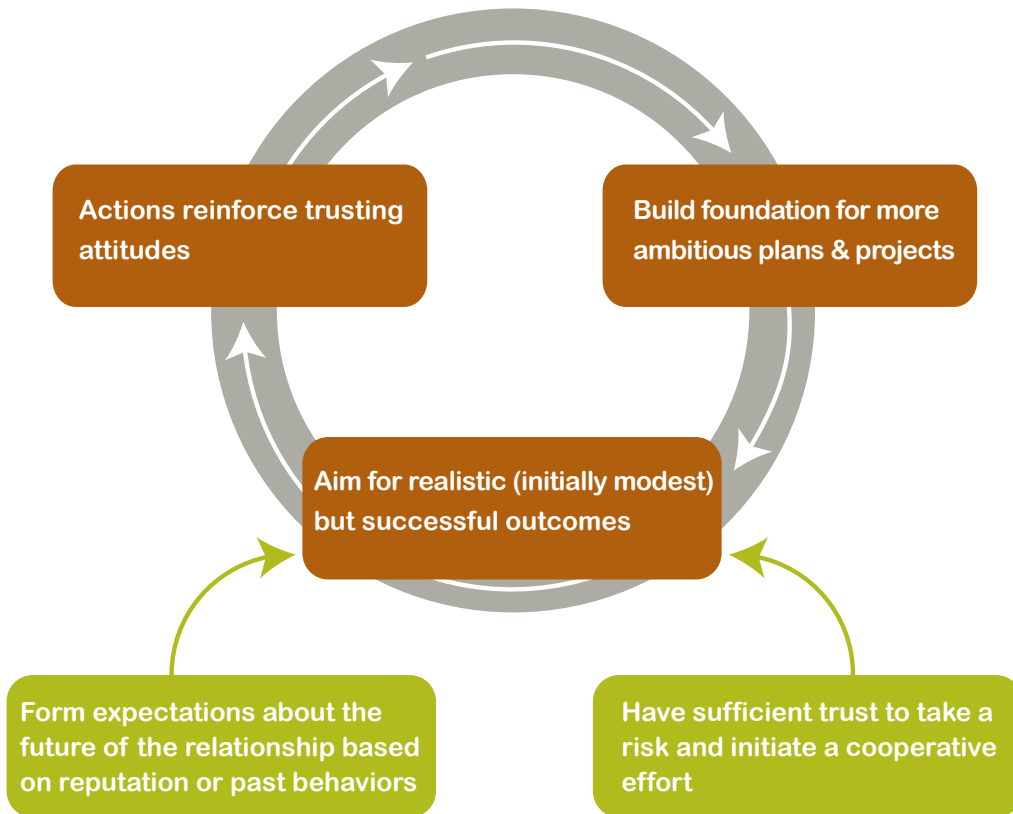 Actions reinforce trusting
attitudes
Build foundation for more
ambitious plans & projects
Aim for realistic (initially modest)
but successful outcomes
Form expectations about the
future of the relationship based
on reputation or past behaviors
Have sufficient trust to take a
risk and initiate a cooperative
effort